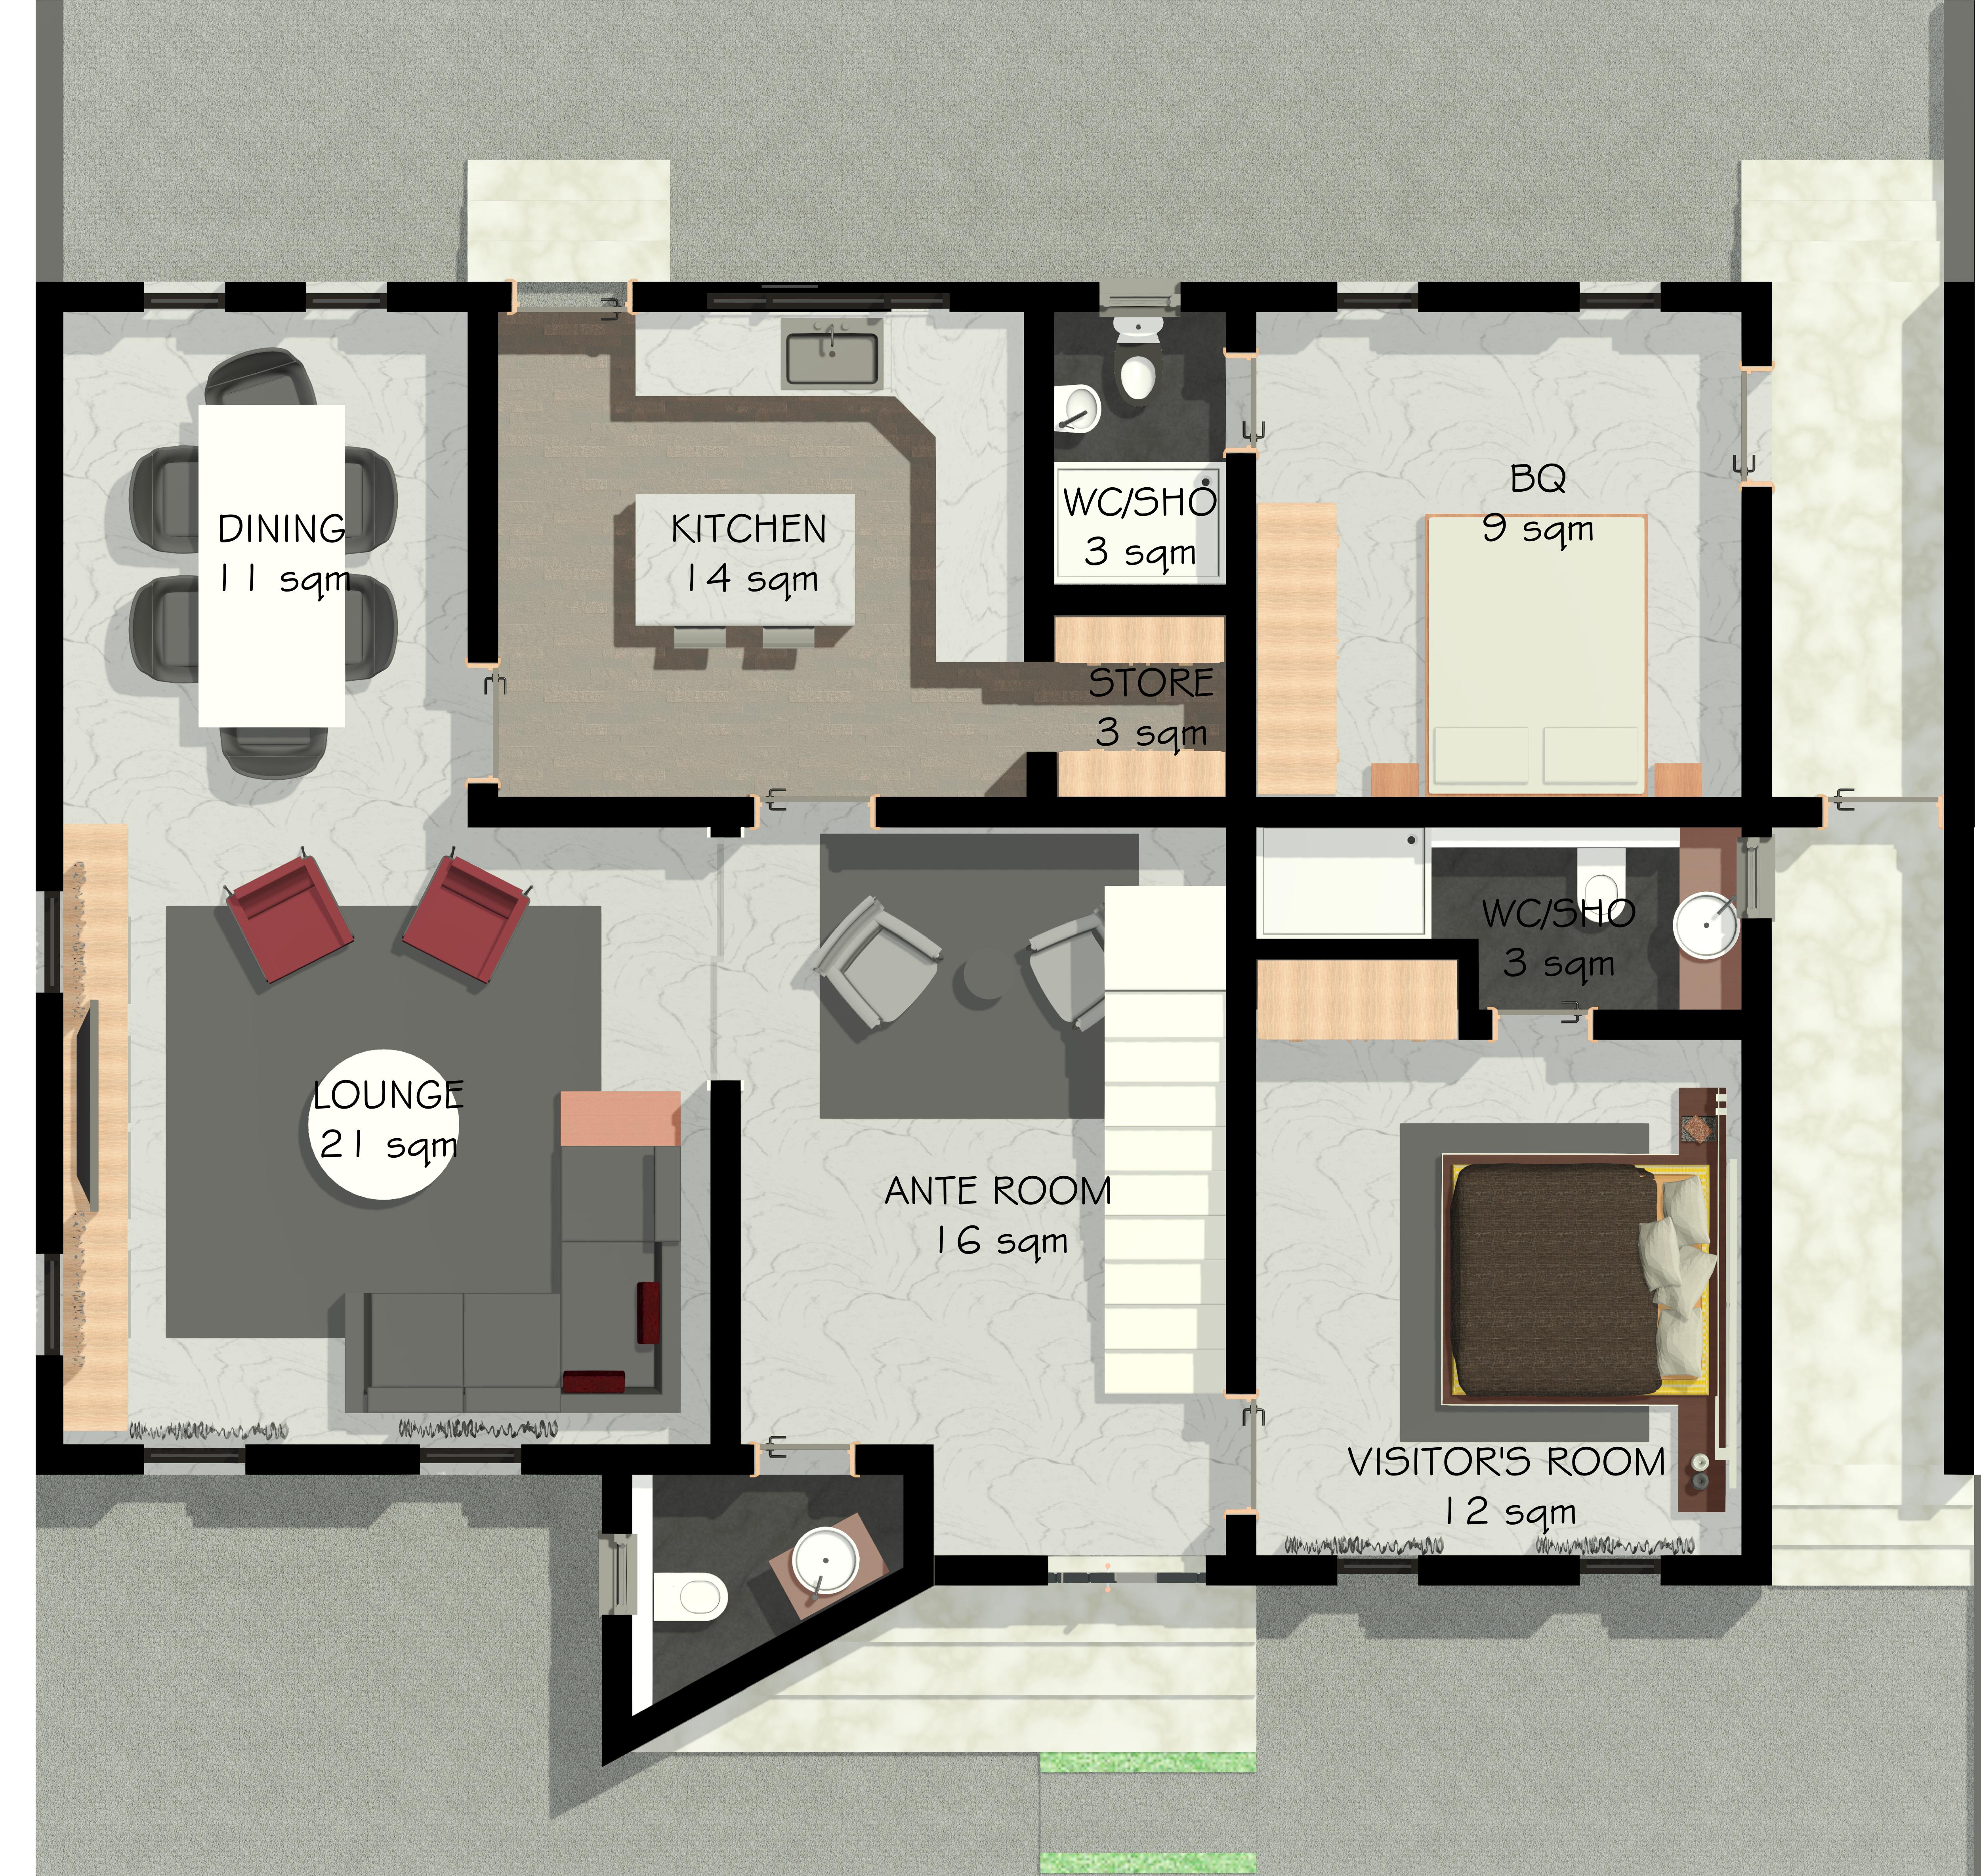 DINING
11 sqm
KITCHEN
14 sqm
WC/SHO
3 sqm
BQ
9 sqm
STORE
3 sqm
WC/SHO
3 sqm
LOUNGE
21 sqm
ANTE ROOM
16 sqm
VISITOR'S ROOM
12 sqm